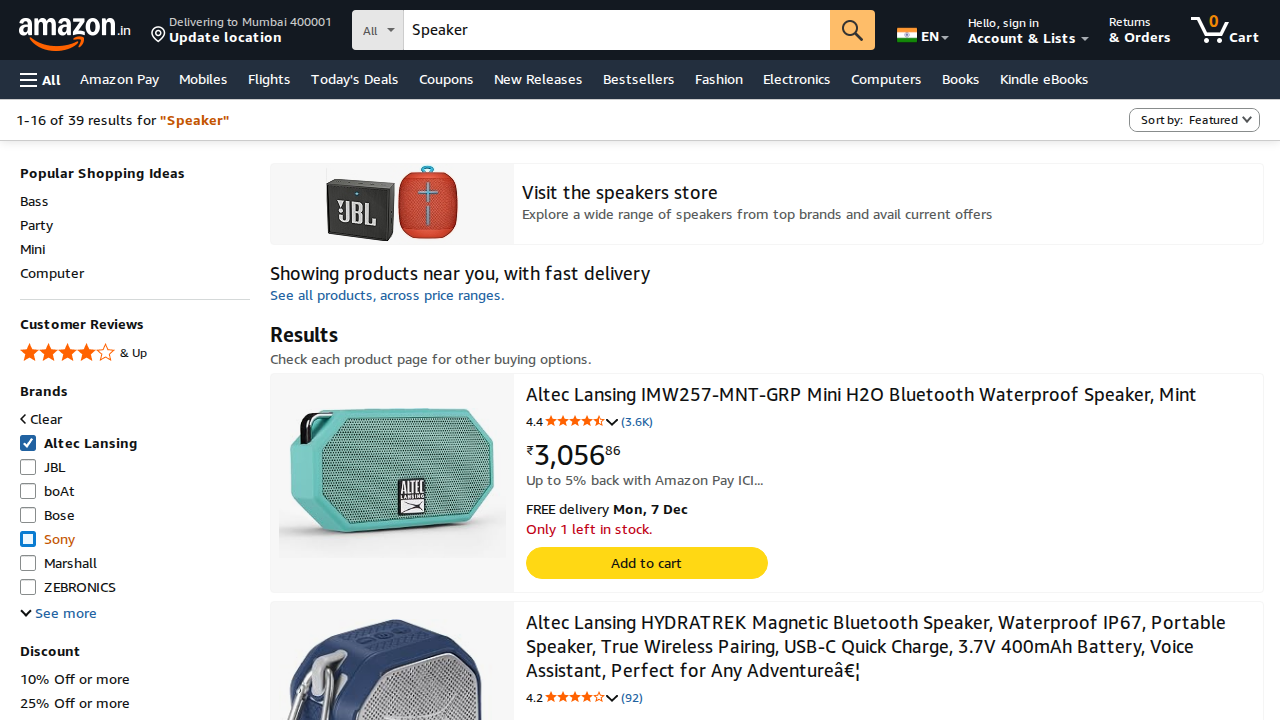 amazon.in
Delivering to Mumbai 400001
Update location
All
Speaker
EN
Hello, sign in
Account & Lists
Returns
& Orders
0
Cart
All
Amazon Pay
Mobiles
Flights
Today's Deals
Coupons
New Releases
Bestsellers
Fashion
Electronics
Computers
Books
Kindle eBooks
1-16 of 39 results for "Speaker"
Sort by: Featured
Popular Shopping Ideas
Bass
Party
Mini
Computer
Customer Reviews
& Up
Brands
Clear
Altec Lansing
JBL
boAt
Bose
Sony
Marshall
ZEBRONICS
See more
Discount
10% Off or more
25% Off or more
JBL
Visit the speakers store
Explore a wide range of speakers from top brands and avail current offers
Showing products near you, with fast delivery
See all products, across price ranges.
Results
Check each product page for other buying options.
ALTEC
LANSING
Altec Lansing IMW257-MNT-GRP Mini H2O Bluetooth Waterproof Speaker, Mint
4.4 (3.6K)
₹3,05686
Up to 5% back with Amazon Pay ICI...
FREE delivery Mon, 7 Dec
Only 1 left in stock.
Add to cart
Altec Lansing HYDRATREK Magnetic Bluetooth Speaker, Waterproof IP67, Portable
Speaker, True Wireless Pairing, USB-C Quick Charge, 3.7V 400mAh Battery, Voice
Assistant, Perfect for Any Adventureâ€¦
4.2 (92)